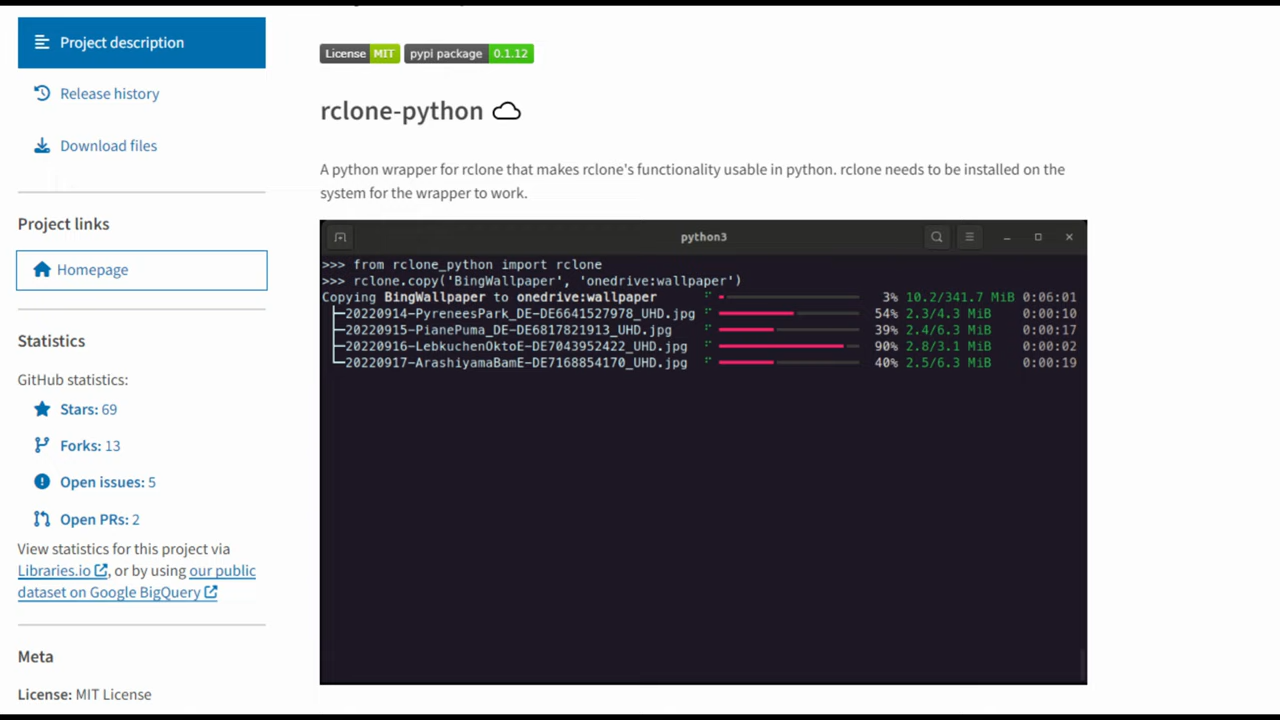 Project description
Release history
Download files
Project links
Homepage
Statistics
GitHub statistics:
Stars: 69
Forks: 13
Open issues: 5
Open PRs: 2
View statistics for this project via
Libraries.io, or by using our public
dataset on Google BigQuery
Meta
License: MIT License
License MIT pypi package 0.1.12
rclone-python
A python wrapper for rclone that makes rclone's functionality usable in python. rclone needs to be installed on the
system for the wrapper to work.
python3
>>> from rclone_python import rclone
>>> rclone.copy('BingWallpaper', 'onedrive:wallpaper')
Copying BingWallpaper to onedrive:wallpaper 3% 10.2/341.7 MiB 0:06:01
20220914-PyreneesPark_DE-DE6641527978_UHD.jpg 54% 2.3/4.3 MiB 0:00:10
20220915-PianePuma_DE-DE6817821913_UHD.jpg 39% 2.4/6.3 MiB 0:00:17
20220916-LebkuchenOktoE-DE7043952422_UHD.jpg 90% 2.8/3.1 MiB 0:00:02
20220917-ArashiyamaBamE-DE7168854170_UHD.jpg 40% 2.5/6.3 MiB 0:00:19